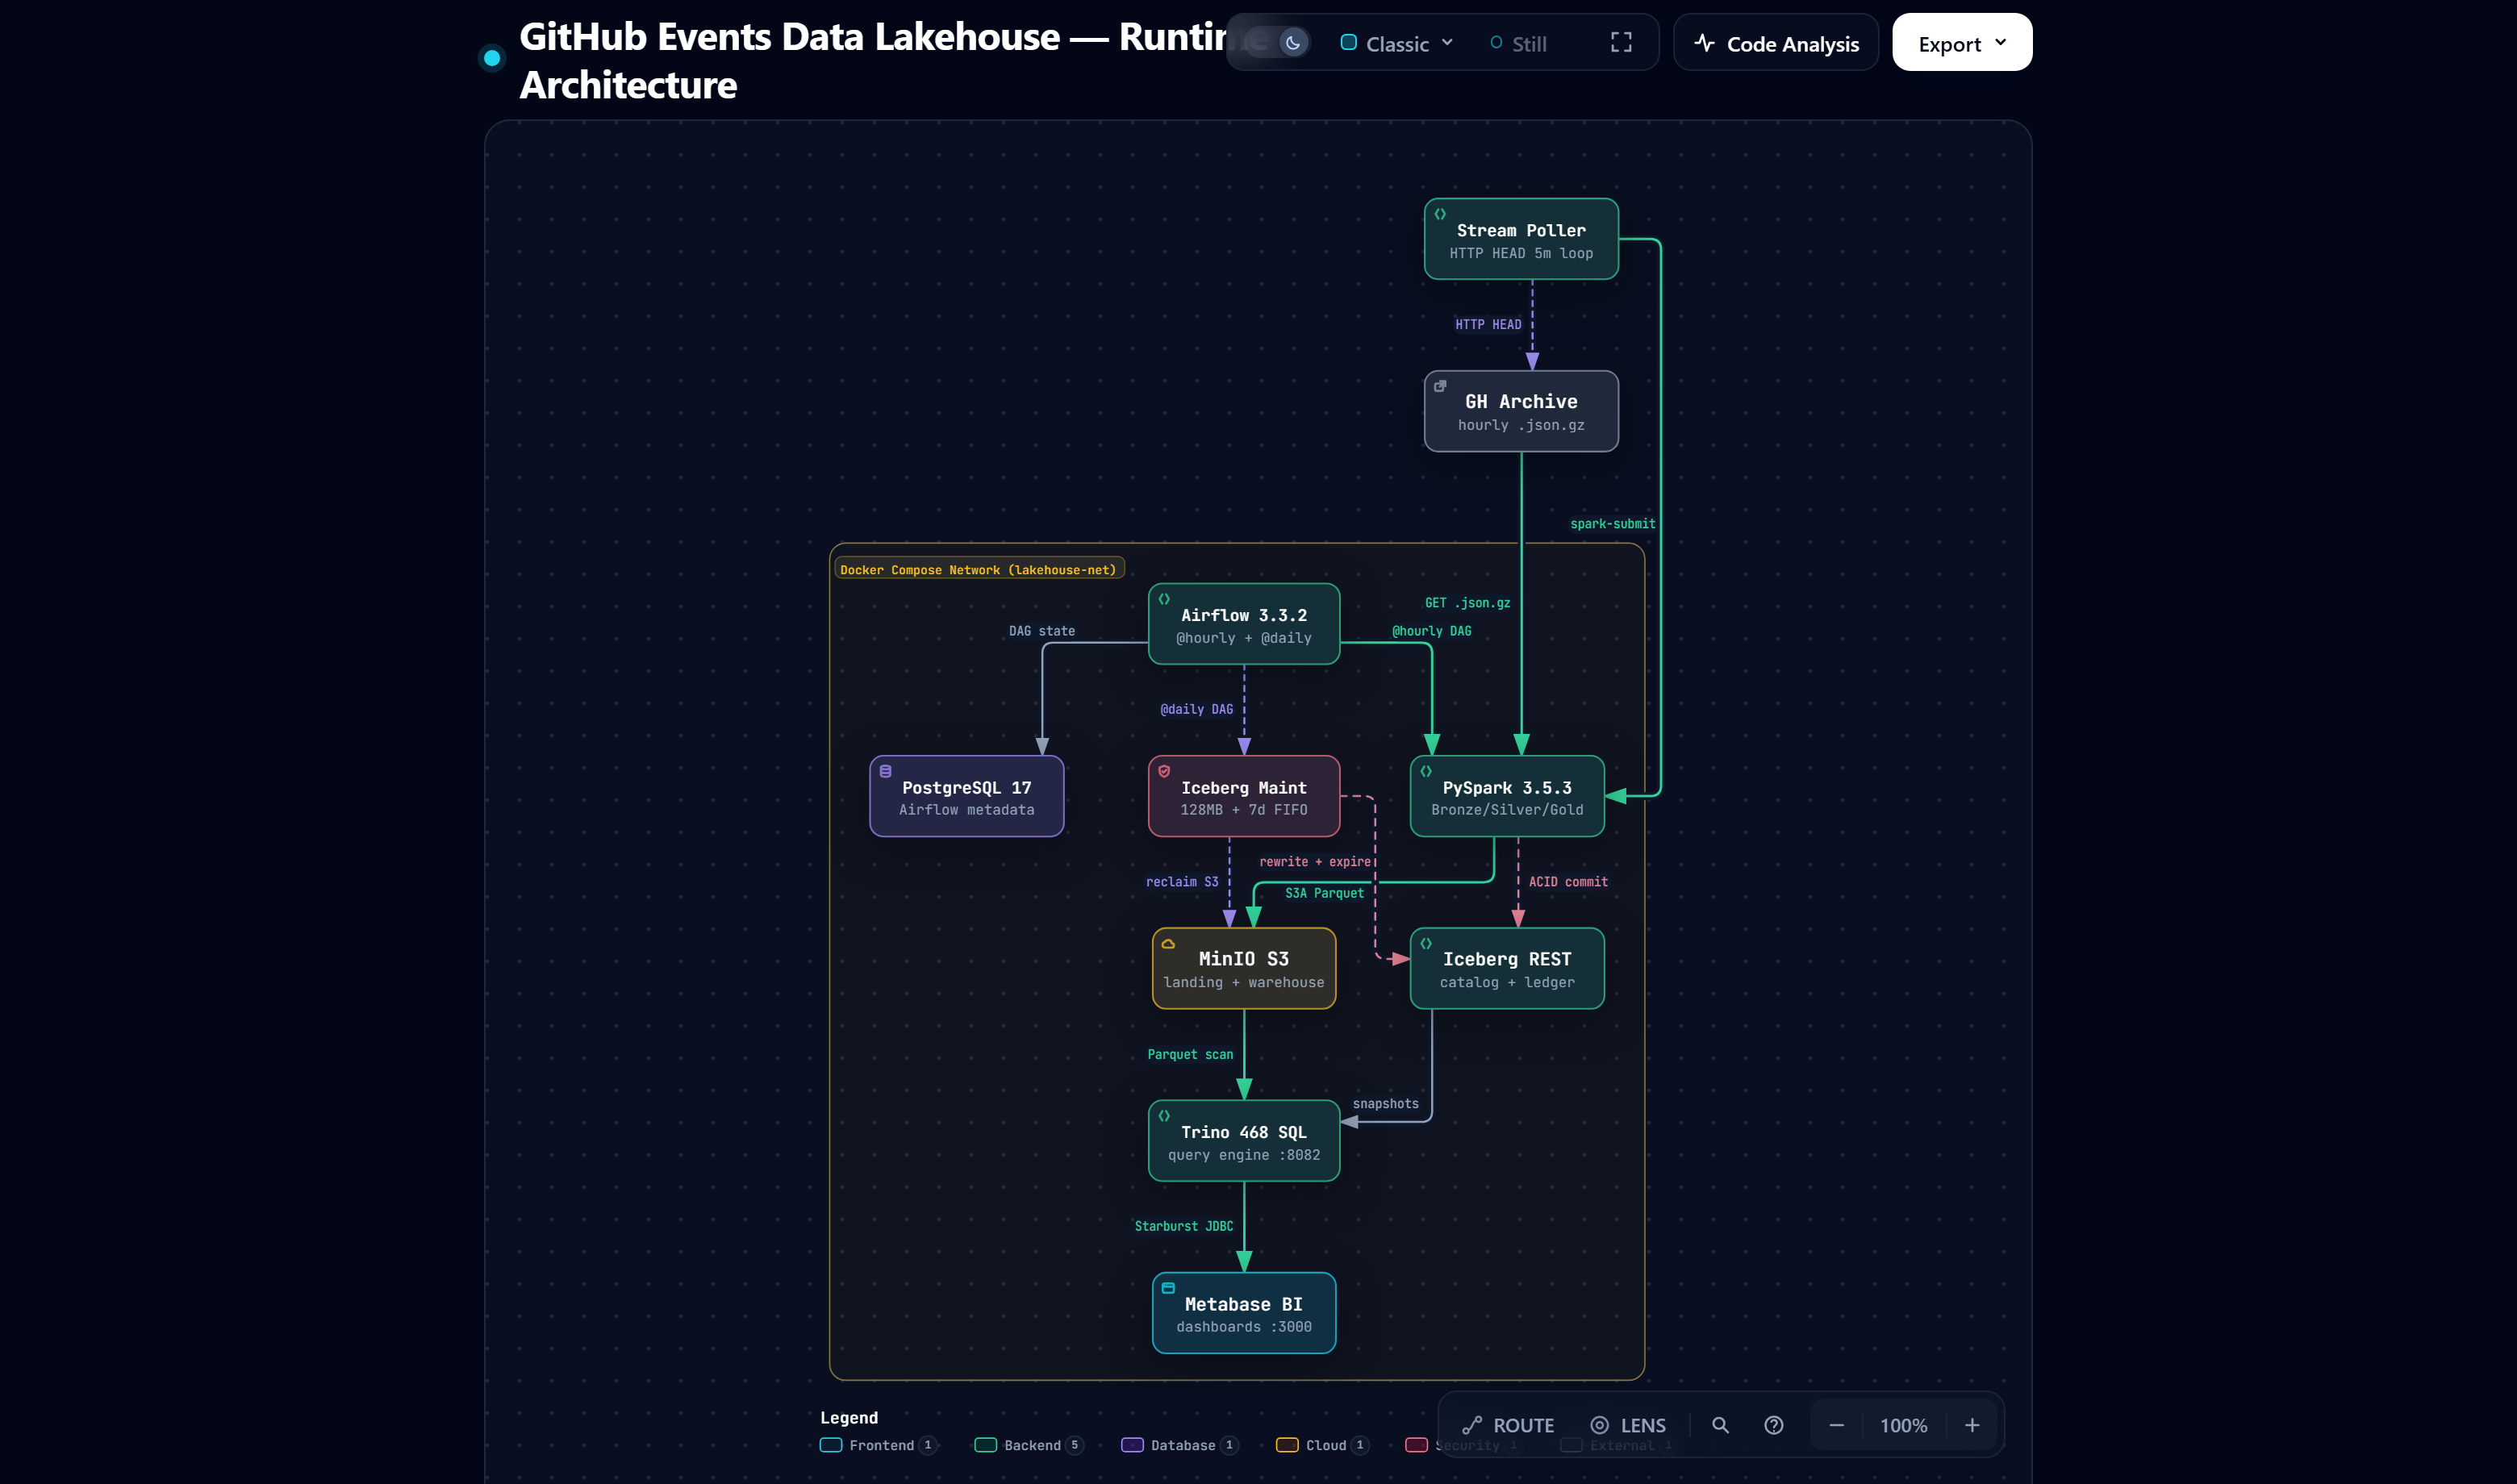 GitHub Events Data Lakehouse — Runtime
Architecture
Classic
Still
Code Analysis
Export
Stream Poller
HTTP HEAD 5m loop
HTTP HEAD
GH Archive
hourly .json.gz
spark-submit
Docker Compose Network (lakehouse-net)
Airflow 3.3.2
@hourly + @daily
GET .json.gz
DAG state
@hourly DAG
@daily DAG
PostgreSQL 17
Airflow metadata
Iceberg Maint
128MB + 7d FIFO
PySpark 3.5.3
Bronze/Silver/Gold
rewrite + expire
reclaim S3
S3A Parquet
ACID commit
MinIO S3
landing + warehouse
Iceberg REST
catalog + ledger
Parquet scan
snapshots
Trino 468 SQL
query engine :8082
Starburst JDBC
Metabase BI
dashboards :3000
Legend
Frontend 1
Backend 5
Database 1
Cloud 1
Security 1
External 1
ROUTE
LENS
100%